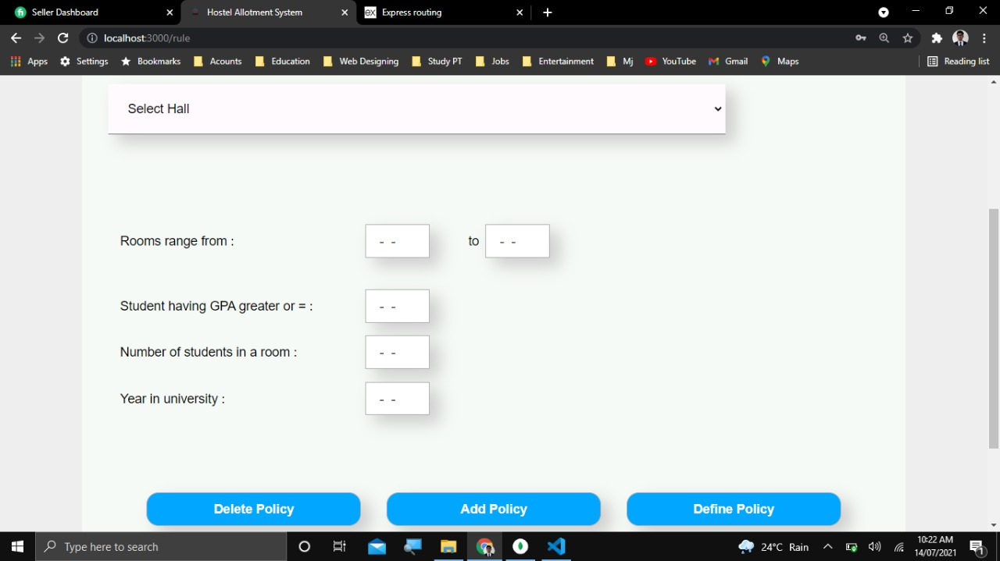 Seller Dashboard
Hostel Allotment System
ex Express routing
localhost:3000/rule
Apps Settings Bookmarks Acounts Education Web Designing Study PT Jobs Entertainment Mj YouTube Gmail Maps Reading list
Select Hall
Rooms range from : - - to - -
Student having GPA greater or = : - -
Number of students in a room : - -
Year in university : - -
Delete Policy Add Policy Define Policy
Type here to search
24°C Rain
10:22 AM
14/07/2021
1